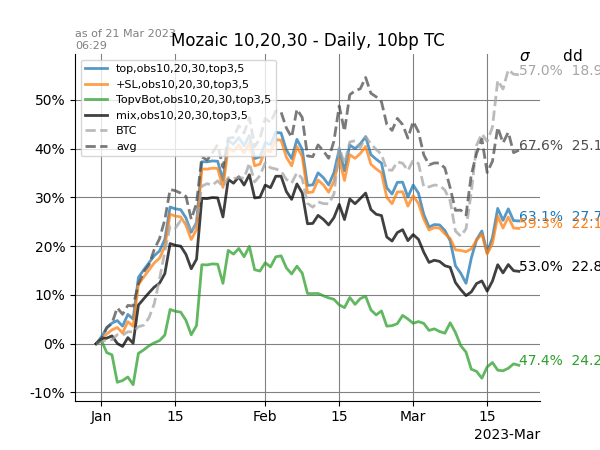 as of 21 Mar 2023
06:29
Mozaic 10,20,30 - Daily, 10bp TC
σ dd
top,obs10,20,30,top3,5
+SL,obs10,20,30,top3,5
TopvBot,obs10,20,30,top3,5
mix,obs10,20,30,top3,5
BTC
avg
57.0% 18.9
67.6% 25.1
63.1% 27.7
59.3% 22.1
53.0% 22.8
47.4% 24.2
50%
40%
30%
20%
10%
0%
-10%
Jan 15 Feb 15 Mar 15
2023-Mar